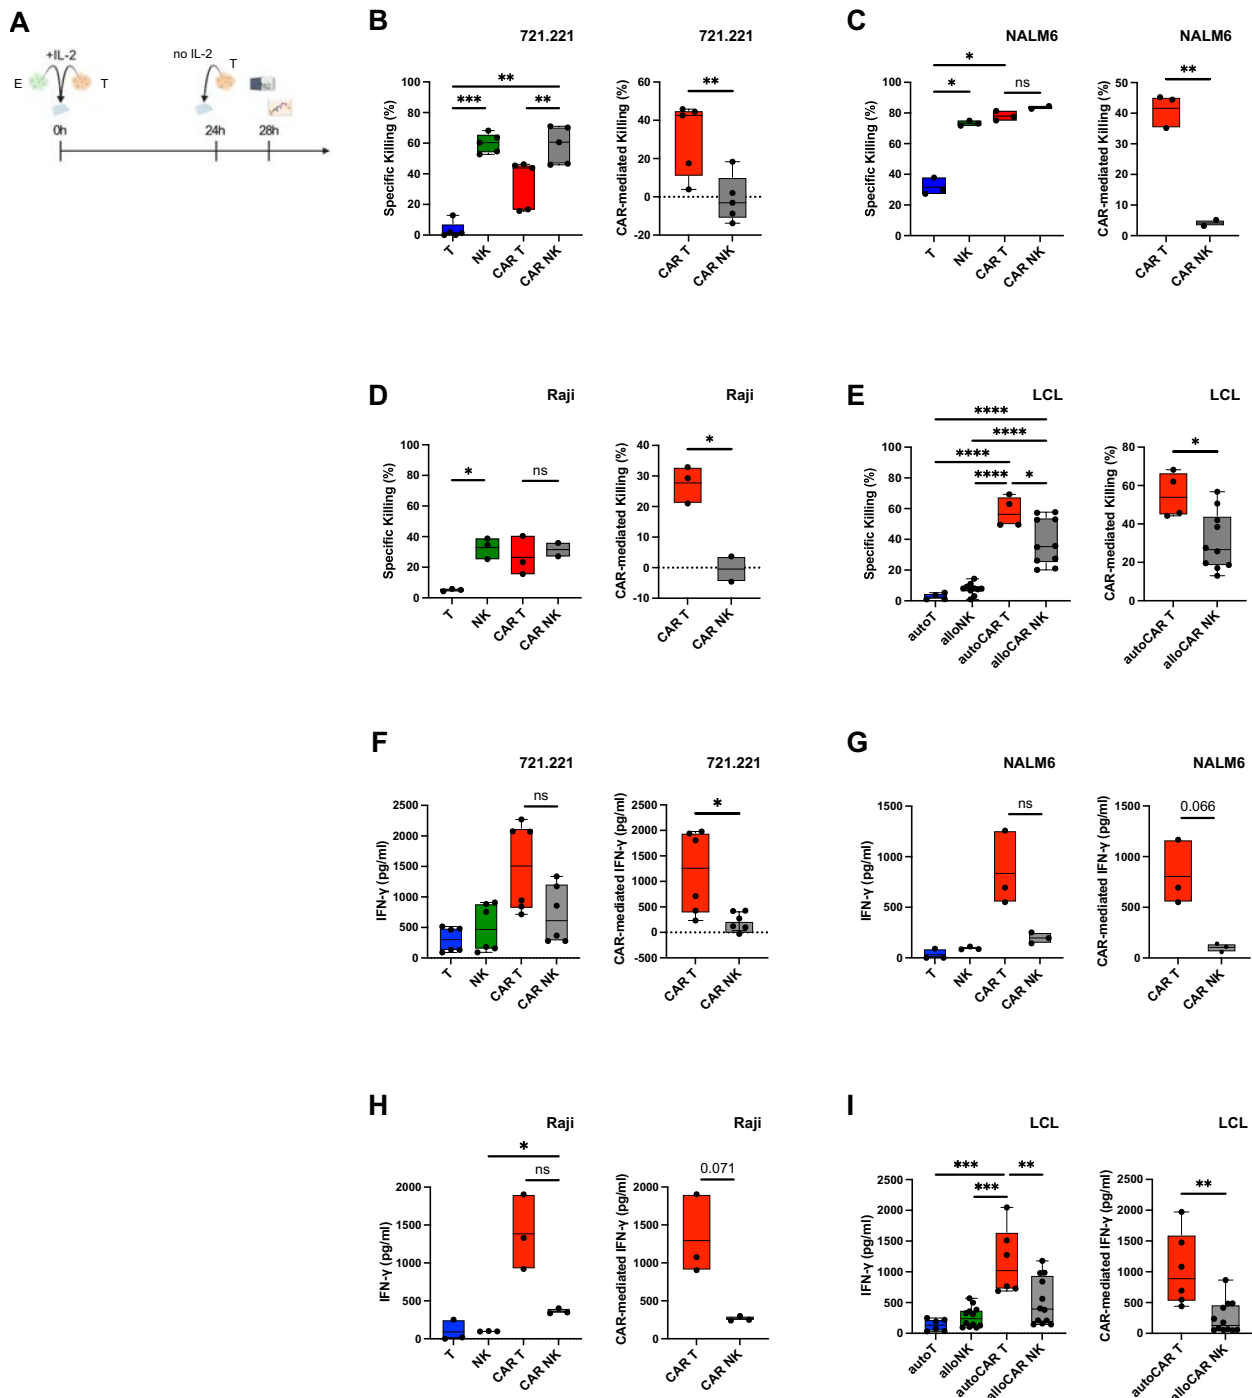 A
+IL-2
no IL-2
E
T
T
0h
24h
28h
B
721.221
721.221
**
***
**
**
Specific Killing (%)
100
80
60
40
20
0
T
NK
CAR T
CAR NK
CAR-mediated Killing (%)
60
40
20
0
-20
CAR T
CAR NK
C
NALM6
NALM6
*
*
ns
**
Specific Killing (%)
100
80
60
40
20
0
T
NK
CAR T
CAR NK
CAR-mediated Killing (%)
50
40
30
20
10
0
CAR T
CAR NK
D
Raji
Raji
*
ns
*
Specific Killing (%)
100
80
60
40
20
0
T
NK
CAR T
CAR NK
CAR-mediated Killing (%)
40
30
20
10
0
-10
CAR T
CAR NK
E
LCL
LCL
****
****
****
****
*
*
Specific Killing (%)
100
80
60
40
20
0
autoT
alloNK
autoCAR T
alloCAR NK
CAR-mediated Killing (%)
80
60
40
20
0
autoCAR T
alloCAR NK
F
721.221
721.221
ns
*
IFN-γ (pg/ml)
2500
2000
1500
1000
500
0
T
NK
CAR T
CAR NK
CAR-mediated IFN-γ (pg/ml)
2500
2000
1500
1000
500
0
-500
CAR T
CAR NK
G
NALM6
NALM6
ns
0.066
IFN-γ (pg/ml)
1500
1000
500
0
T
NK
CAR T
CAR NK
CAR-mediated IFN-γ (pg/ml)
1500
1000
500
0
CAR T
CAR NK
H
Raji
Raji
*
ns
0.071
IFN-γ (pg/ml)
2000
1500
1000
500
0
T
NK
CAR T
CAR NK
CAR-mediated IFN-γ (pg/ml)
2000
1500
1000
500
0
CAR T
CAR NK
I
LCL
LCL
***
**
***
**
IFN-γ (pg/ml)
2500
2000
1500
1000
500
0
autoT
alloNK
autoCAR T
alloCAR NK
CAR-mediated IFN-γ (pg/ml)
2500
2000
1500
1000
500
0
autoCAR T
alloCAR NK